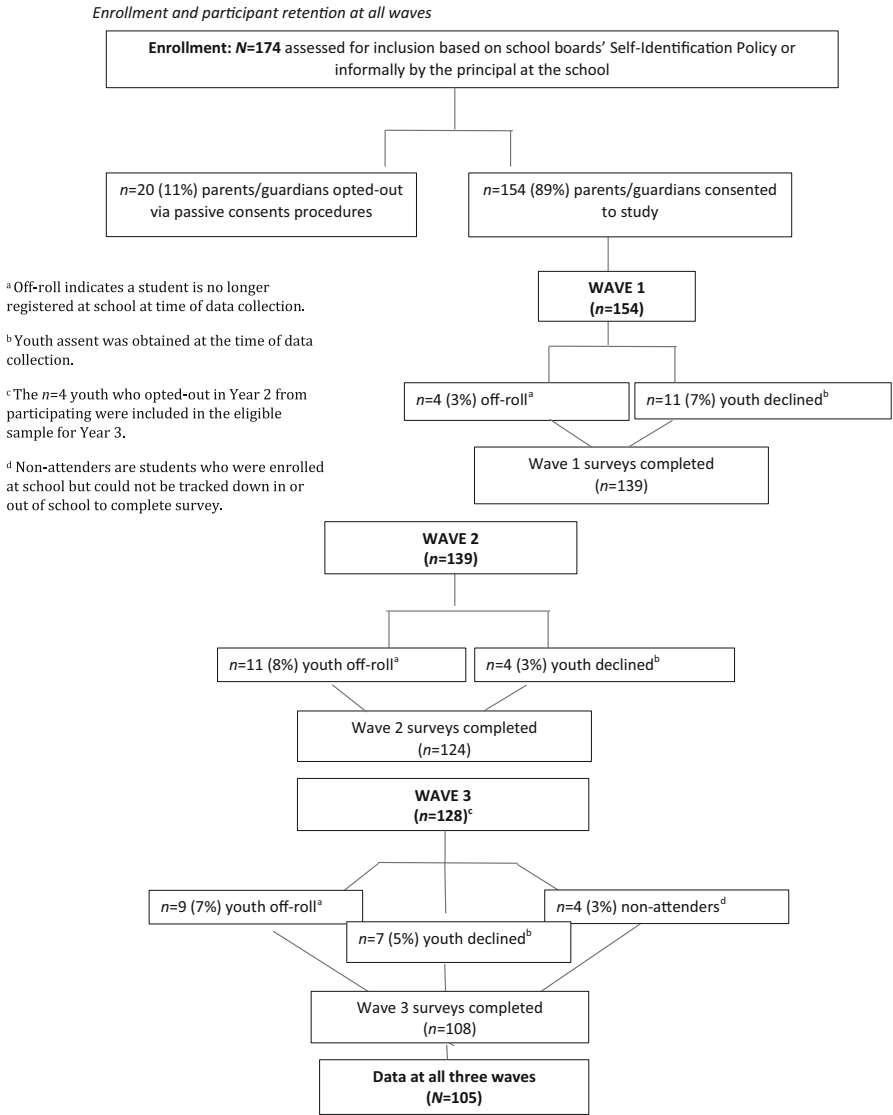 Enrollment and participant retention at all waves
Enrollment: N=174 assessed for inclusion based on school boards' Self-Identification Policy or
informally by the principal at the school
n=20 (11%) parents/guardians opted-out
via passive consents procedures
n=154 (89%) parents/guardians consented
to study
a Off-roll indicates a student is no longer
registered at school at time of data collection.
b Youth assent was obtained at the time of data
collection.
c The n=4 youth who opted-out in Year 2 from
participating were included in the eligible
sample for Year 3.
d Non-attenders are students who were enrolled
at school but could not be tracked down in or
out of school to complete survey.
WAVE 1
(n=154)
n=4 (3%) off-roll^a
n=11 (7%) youth declined^b
Wave 1 surveys completed
(n=139)
WAVE 2
(n=139)
n=11 (8%) youth off-roll^a
n=4 (3%) youth declined^b
Wave 2 surveys completed
(n=124)
WAVE 3
(n=128)^c
n=9 (7%) youth off-roll^a
n=4 (3%) non-attenders^d
n=7 (5%) youth declined^b
Wave 3 surveys completed
(n=108)
Data at all three waves
(N=105)